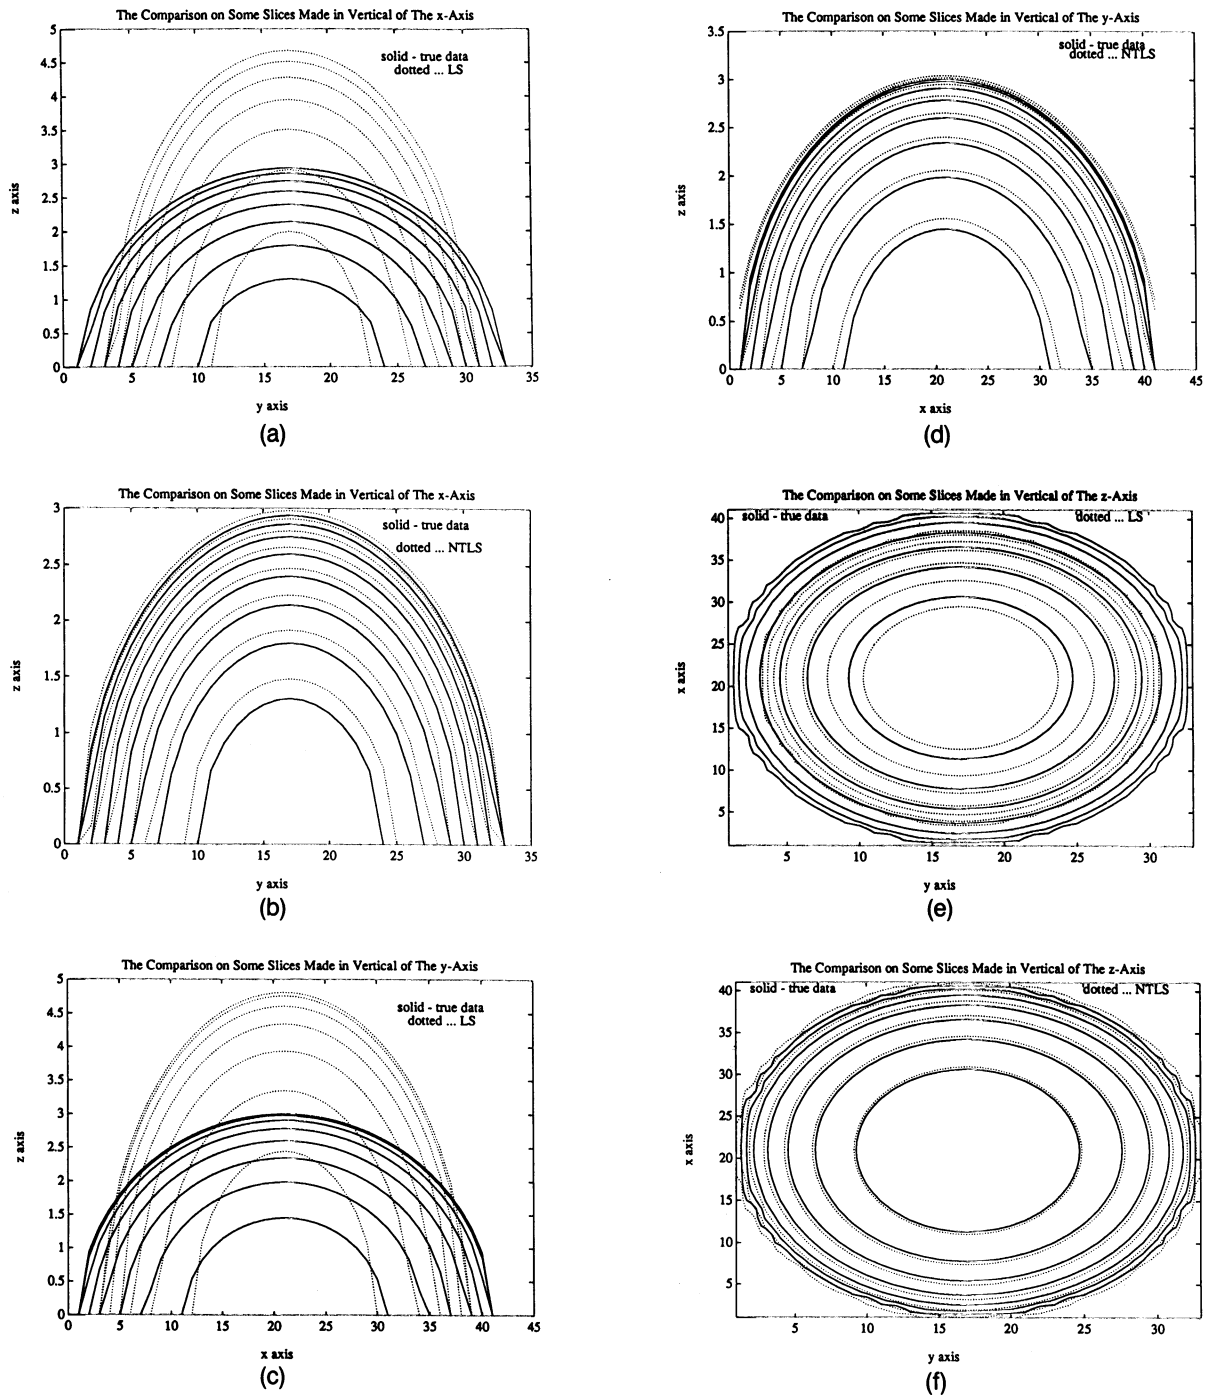 The Comparison on Some Slices Made in Vertical of The x-Axis
solid - true data
dotted ... LS
z axis
5
4.5
4
3.5
3
2.5
2
1.5
1
0.5
0
0 5 10 15 20 25 30 35
y axis
(a)
The Comparison on Some Slices Made in Vertical of The x-Axis
solid - true data
dotted ... NTLS
z axis
3
2.5
2
1.5
1
0.5
0
0 5 10 15 20 25 30 35
y axis
(b)
The Comparison on Some Slices Made in Vertical of The y-Axis
solid - true data
dotted ... LS
z axis
5
4.5
4
3.5
3
2.5
2
1.5
1
0.5
0
0 5 10 15 20 25 30 35 40 45
x axis
(c)
The Comparison on Some Slices Made in Vertical of The y-Axis
solid - true data
dotted ... NTLS
z axis
3.5
3
2.5
2
1.5
1
0.5
0
0 5 10 15 20 25 30 35 40 45
x axis
(d)
The Comparison on Some Slices Made in Vertical of The z-Axis
solid - true data
dotted ... LS
x axis
40
35
30
25
20
15
10
5
5 10 15 20 25 30
y axis
(e)
The Comparison on Some Slices Made in Vertical of The z-Axis
solid - true data
dotted ... NTLS
x axis
40
35
30
25
20
15
10
5
5 10 15 20 25 30
y axis
(f)